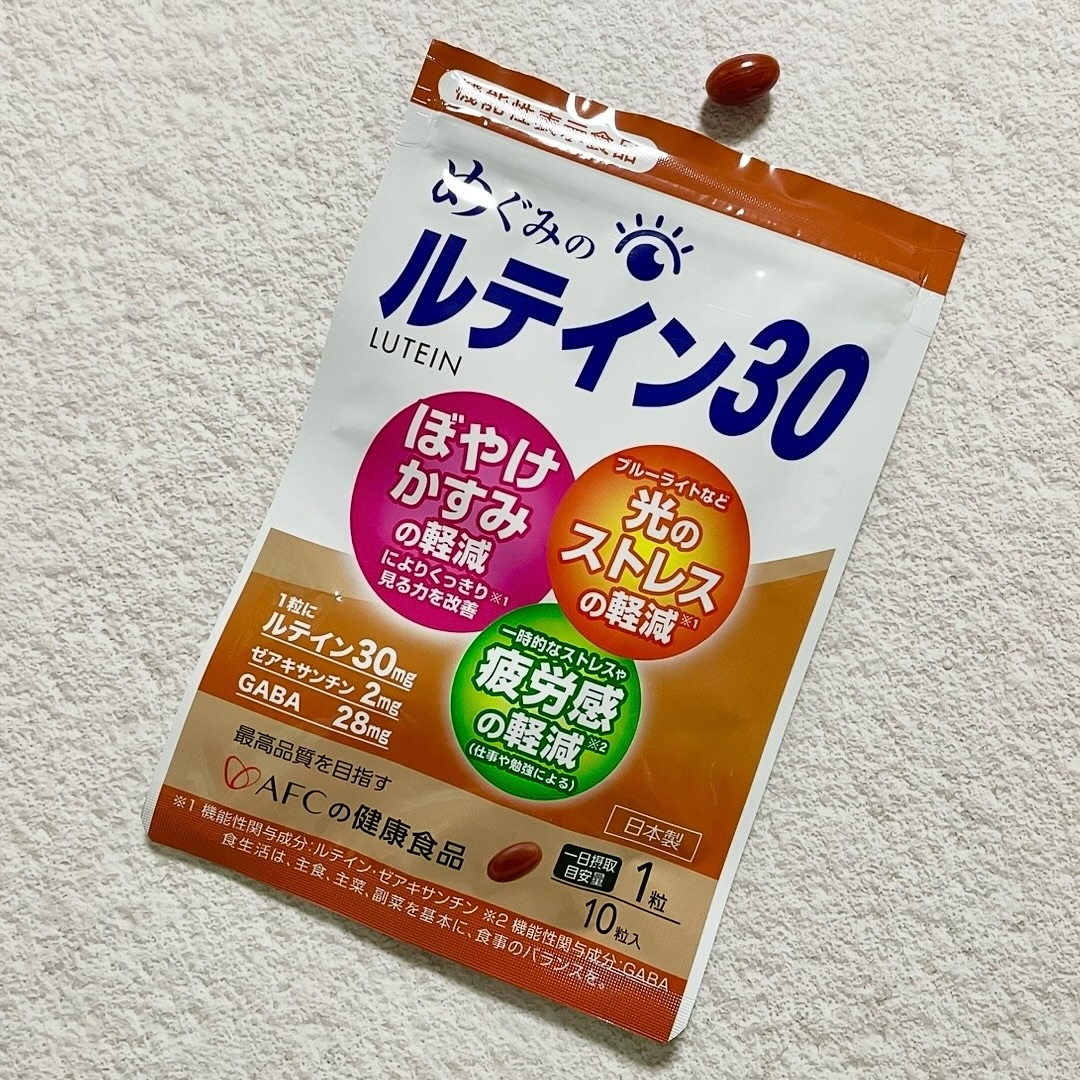 機能性表示食品
めぐみの
ルテイン30
LUTEIN
ぼやけ
かすみ
の軽減
によりくっきり※1
見る力を改善
ブルーライトなど
光の
ストレス
の軽減※1
一時的なストレスや
疲労感
の軽減※2
(仕事や勉強による)
1粒に
ルテイン30mg
ゼアキサンチン 2mg
GABA 28mg
最高品質を目指す
AFCの健康食品
日本製
一日摂取
目安量
1粒
10粒入
※1 機能性関与成分:ルテイン・ゼアキサンチン ※2 機能性関与成分:GABA
食生活は、主食、主菜、副菜を基本に、食事のバランスを。